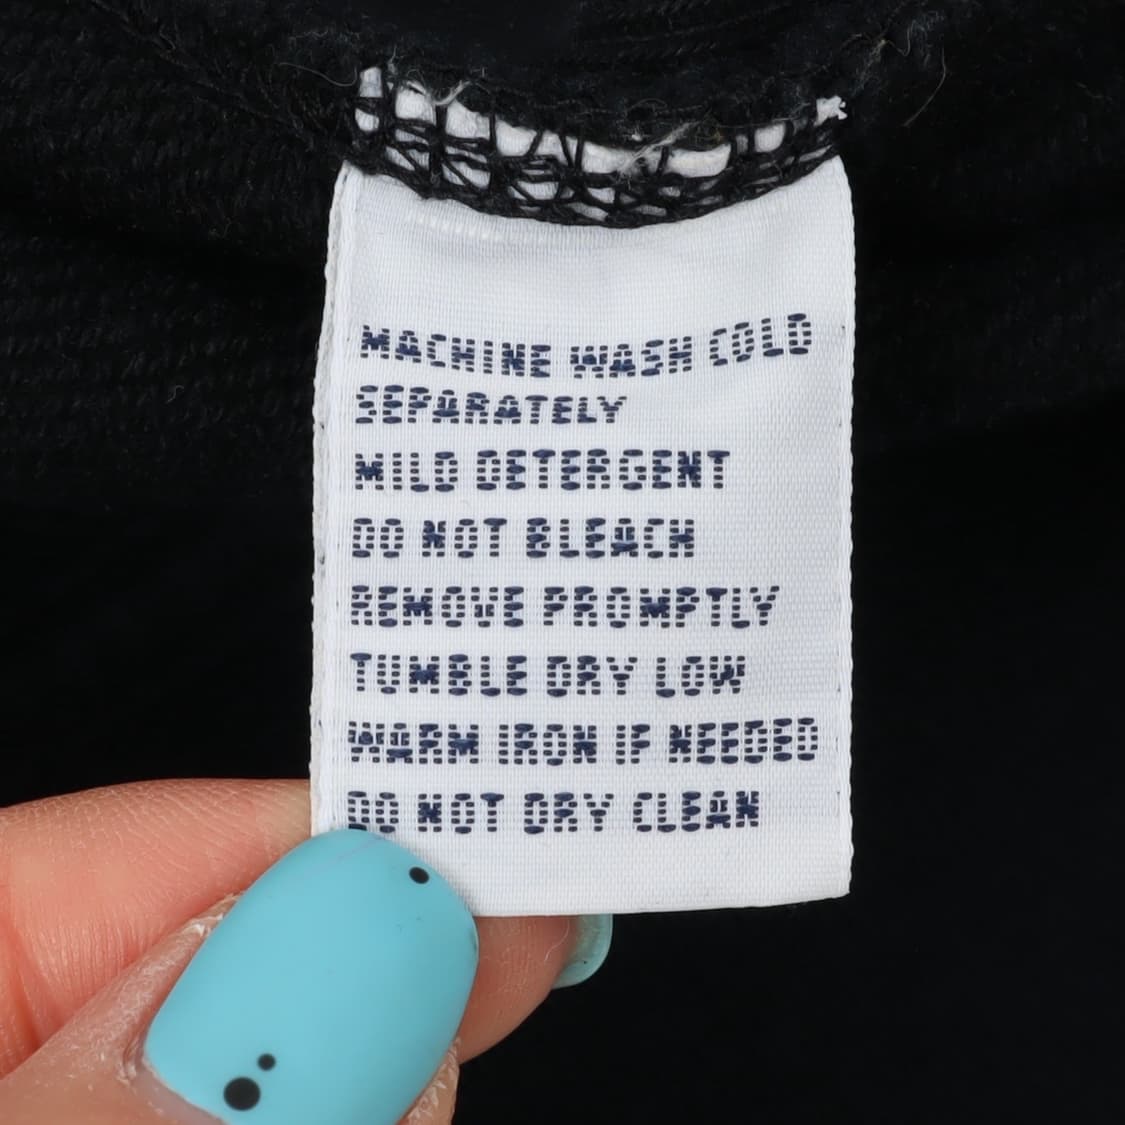 MACHINE WASH COLD
SEPARATELY
MILD DETERGENT
DO NOT BLEACH
REMOVE PROMPTLY
TUMBLE DRY LOW
WARM IRON IF NEEDED
DO NOT DRY CLEAN